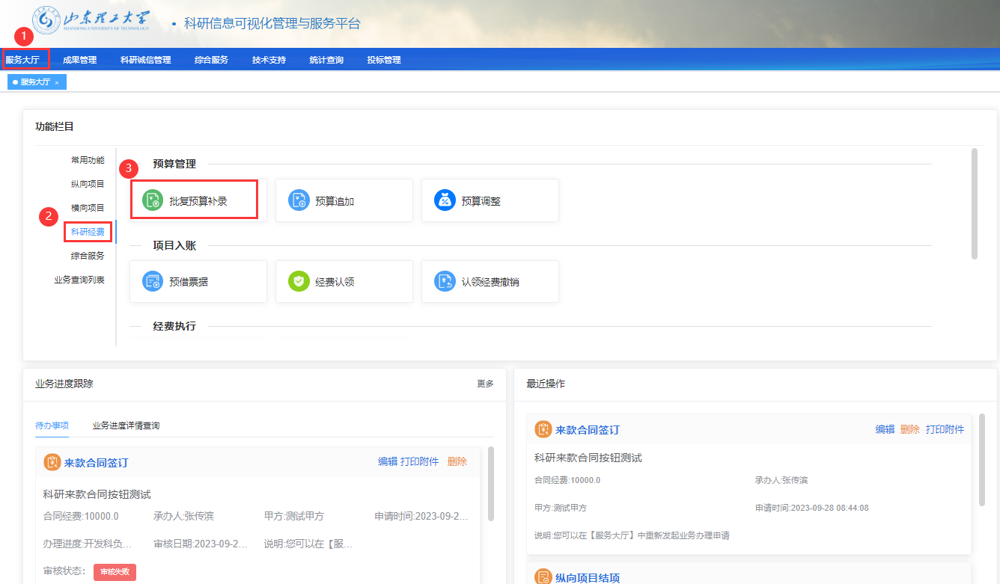 山东理工大学
SHANDONG UNIVERSITY OF TECHNOLOGY
• 科研信息可视化管理与服务平台
1
服务大厅 成果管理 科研诚信管理 综合服务 技术支持 统计查询 投标管理
服务大厅 ×
功能栏目
常用功能
纵向项目
横向项目
2
科研经费
综合服务
业务查询列表
3
预算管理
批复预算补录 预算追加 预算调整
项目入账
预借票据 经费认领 认领经费撤销
经费执行
业务进度跟踪 更多
待办事项 业务进度详情查询
来款合同签订 编辑 打印附件 删除
科研来款合同按钮测试
合同经费:10000.0 承办人:张传滨 甲方:测试甲方 申请时间:2023-09-2...
办理进度:开发科负... 审核日期:2023-09-2... 说明:您可以在【服...
审核状态: 审核失败
最近操作
来款合同签订 编辑 删除 打印附件
科研来款合同按钮测试
合同经费:10000.0 承办人:张传滨
甲方:测试甲方 申请时间:2023-09-28 08:44:08
说明:您可以在【服务大厅】中重新发起业务办理申请
纵向项目结项